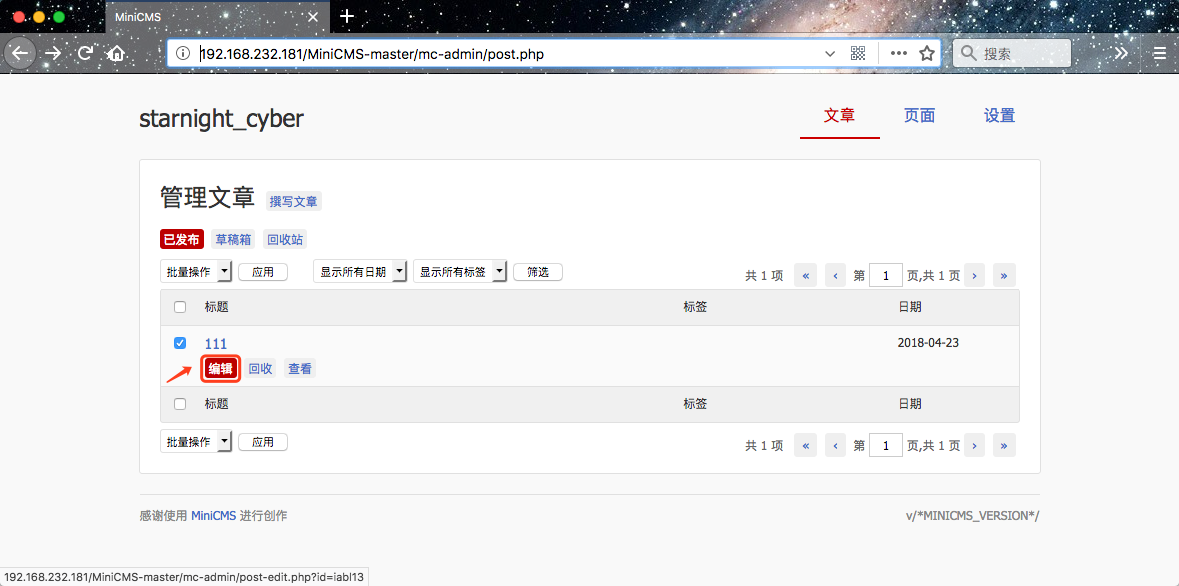 MiniCMS
192.168.232.181/MiniCMS-master/mc-admin/post.php
搜索
starnight_cyber
文章 页面 设置
管理文章 撰写文章
已发布 草稿箱 回收站
批量操作 应用 显示所有日期 显示所有标签 筛选 共 1 项 « ‹ 第 1 页,共 1 页 › »
标题 标签 日期
111 2018-04-23
编辑 回收 查看
标题 标签 日期
批量操作 应用 共 1 项 « ‹ 第 1 页,共 1 页 › »
感谢使用 MiniCMS 进行创作 v/*MINICMS_VERSION*/
192.168.232.181/MiniCMS-master/mc-admin/post-edit.php?id=iabl13